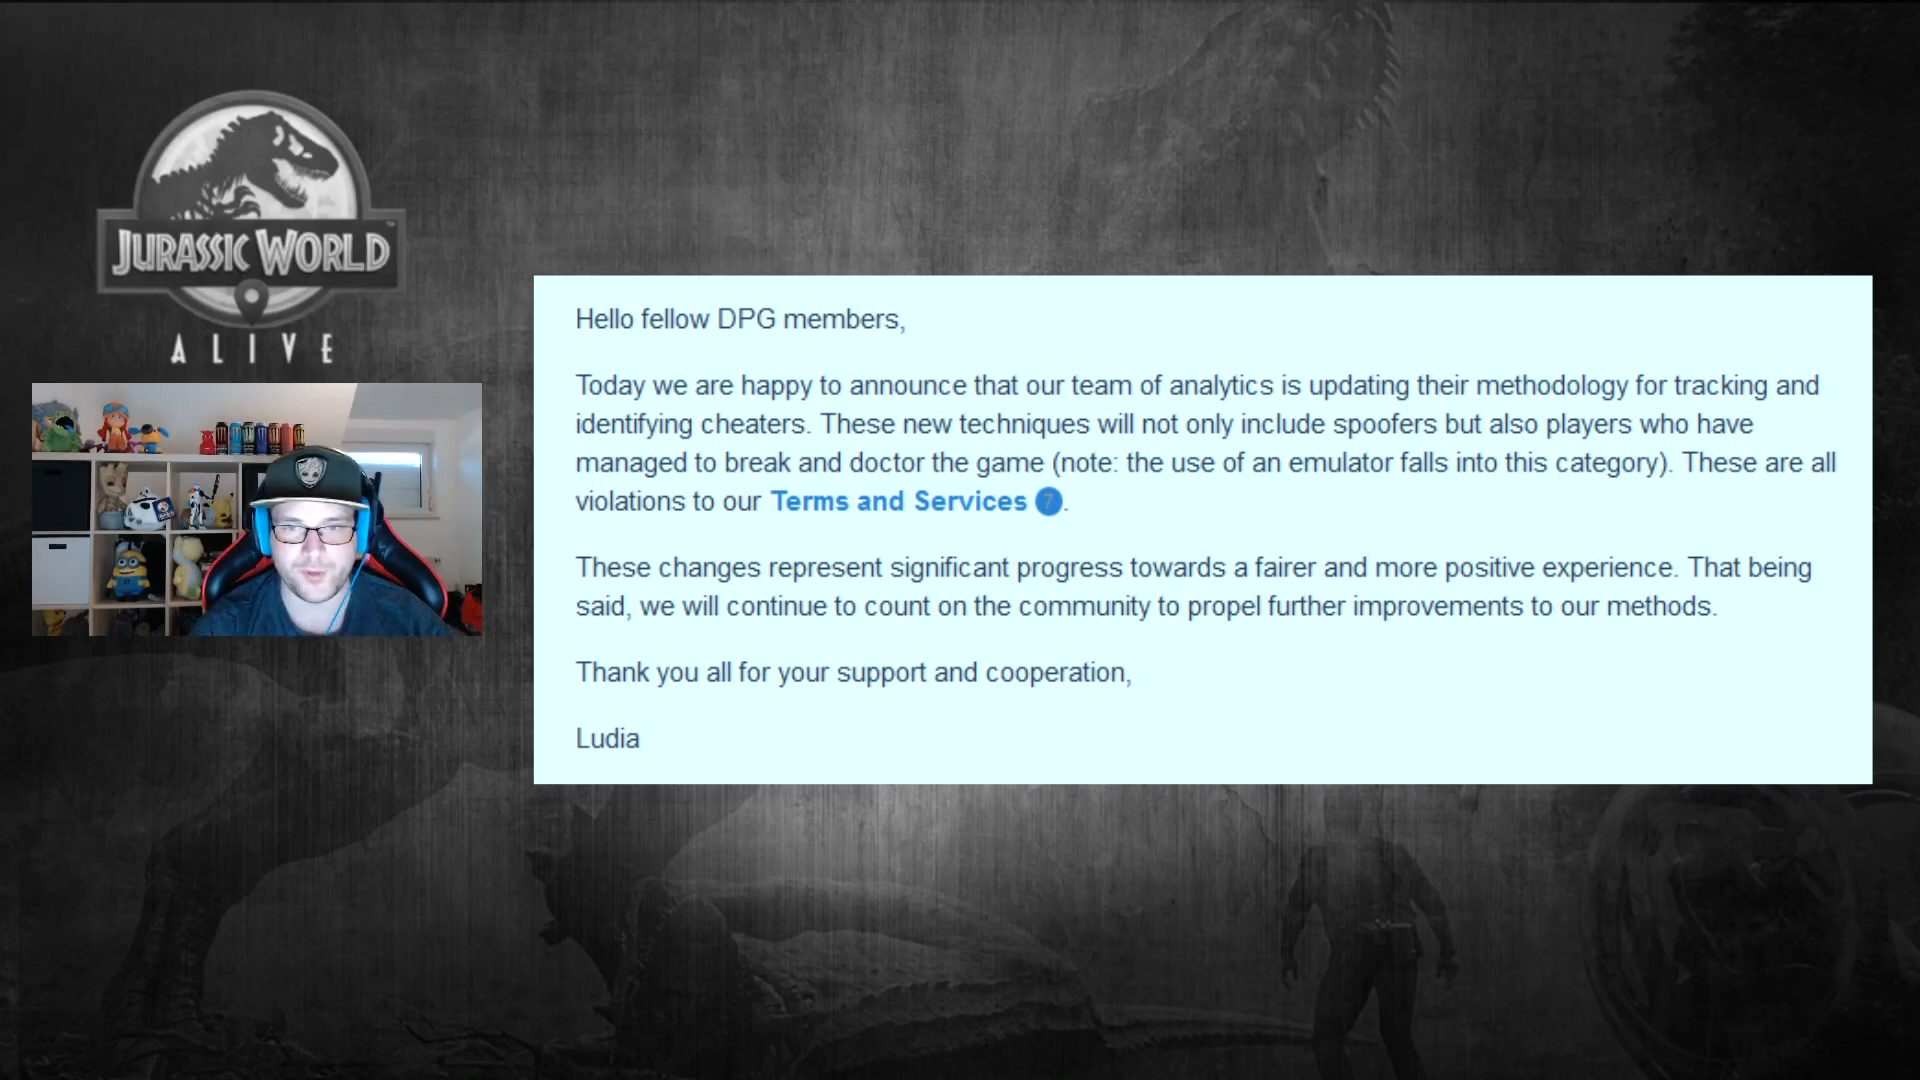 JURASSIC WORLD
ALIVE
Hello fellow DPG members,
Today we are happy to announce that our team of analytics is updating their methodology for tracking and
identifying cheaters. These new techniques will not only include spoofers but also players who have
managed to break and doctor the game (note: the use of an emulator falls into this category). These are all
violations to our Terms and Services 7.
These changes represent significant progress towards a fairer and more positive experience. That being
said, we will continue to count on the community to propel further improvements to our methods.
Thank you all for your support and cooperation,
Ludia